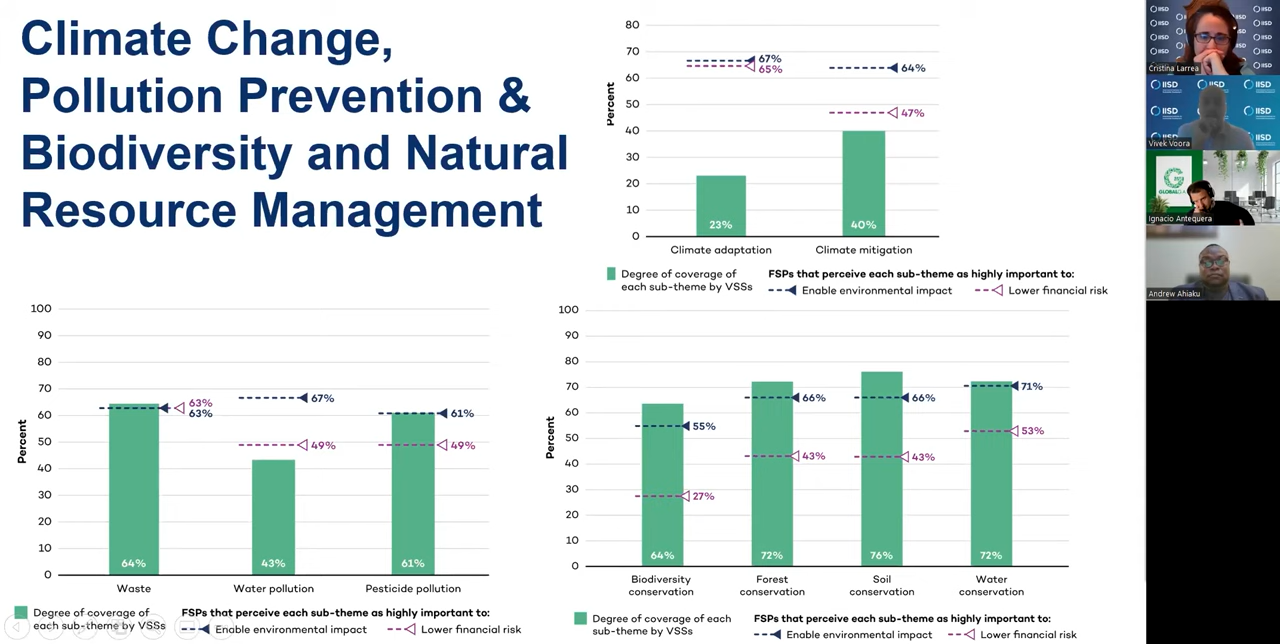 Climate Change,
Pollution Prevention &
Biodiversity and Natural
Resource Management
80
70
60
50
40
30
20
10
0
Percent
67%
65%
64%
47%
23%
40%
Climate adaptation
Climate mitigation
Degree of coverage of
each sub-theme by VSSs
FSPs that perceive each sub-theme as highly important to:
Enable environmental impact
Lower financial risk
100
90
80
70
60
50
40
30
20
10
0
Percent
63%
63%
67%
49%
61%
49%
64%
43%
61%
Waste
Water pollution
Pesticide pollution
Degree of coverage of
each sub-theme by VSSs
FSPs that perceive each sub-theme as highly important to:
Enable environmental impact
Lower financial risk
100
90
80
70
60
50
40
30
20
10
0
Percent
55%
27%
66%
43%
66%
43%
71%
53%
64%
72%
76%
72%
Biodiversity
conservation
Forest
conservation
Soil
conservation
Water
conservation
Degree of coverage of each
sub-theme by VSSs
FSPs that perceive each sub-theme as highly important to:
Enable environmental impact
Lower financial risk
IISD
Cristina Larrea
IISD
Vivek Voora
Ignacio Antequera
Andrew Ahiaku